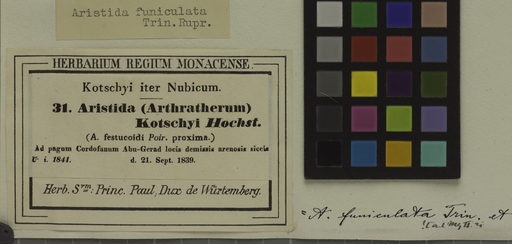 Aristida funiculata
Trin.Rupr.
HERBARIUM REGIUM MONACENSE
Kotschyi iter Nubicum.
31. Aristida (Arthratherum)
Kotschyi Hochst.
(A. festucoidi Poir. proxima.)
Ad pagum Cordofanum Abu-Gerad locis demissis arenosis siccis
U. i. 1841. d. 21. Sept. 1839.
Herb. Smi: Princ. Paul, Dux de Würtemberg.
"A. funiculata Trin. et